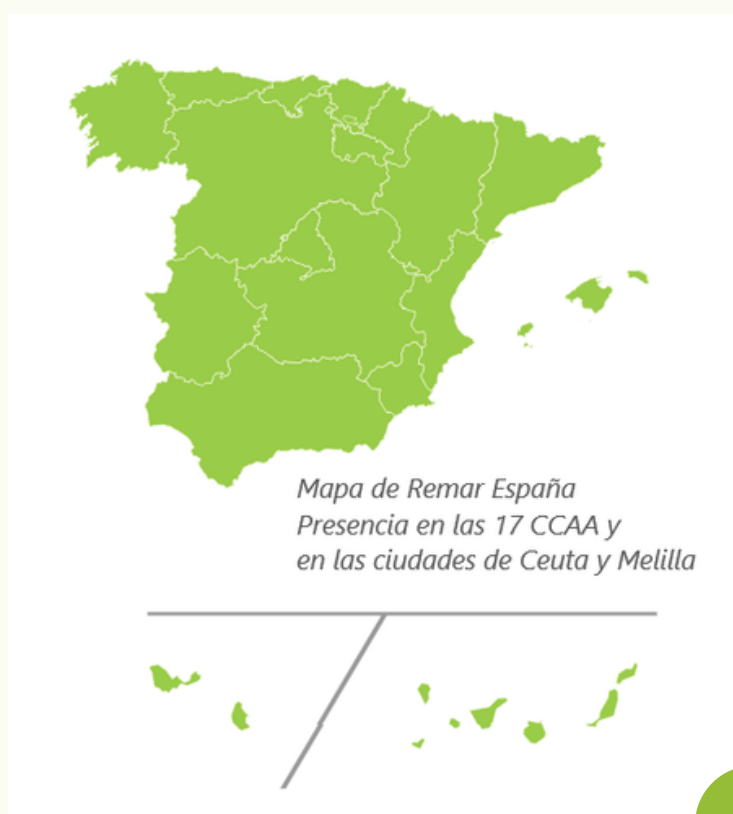 Mapa de Remar España
Presencia en las 17 CCAA y
en las ciudades de Ceuta y Melilla